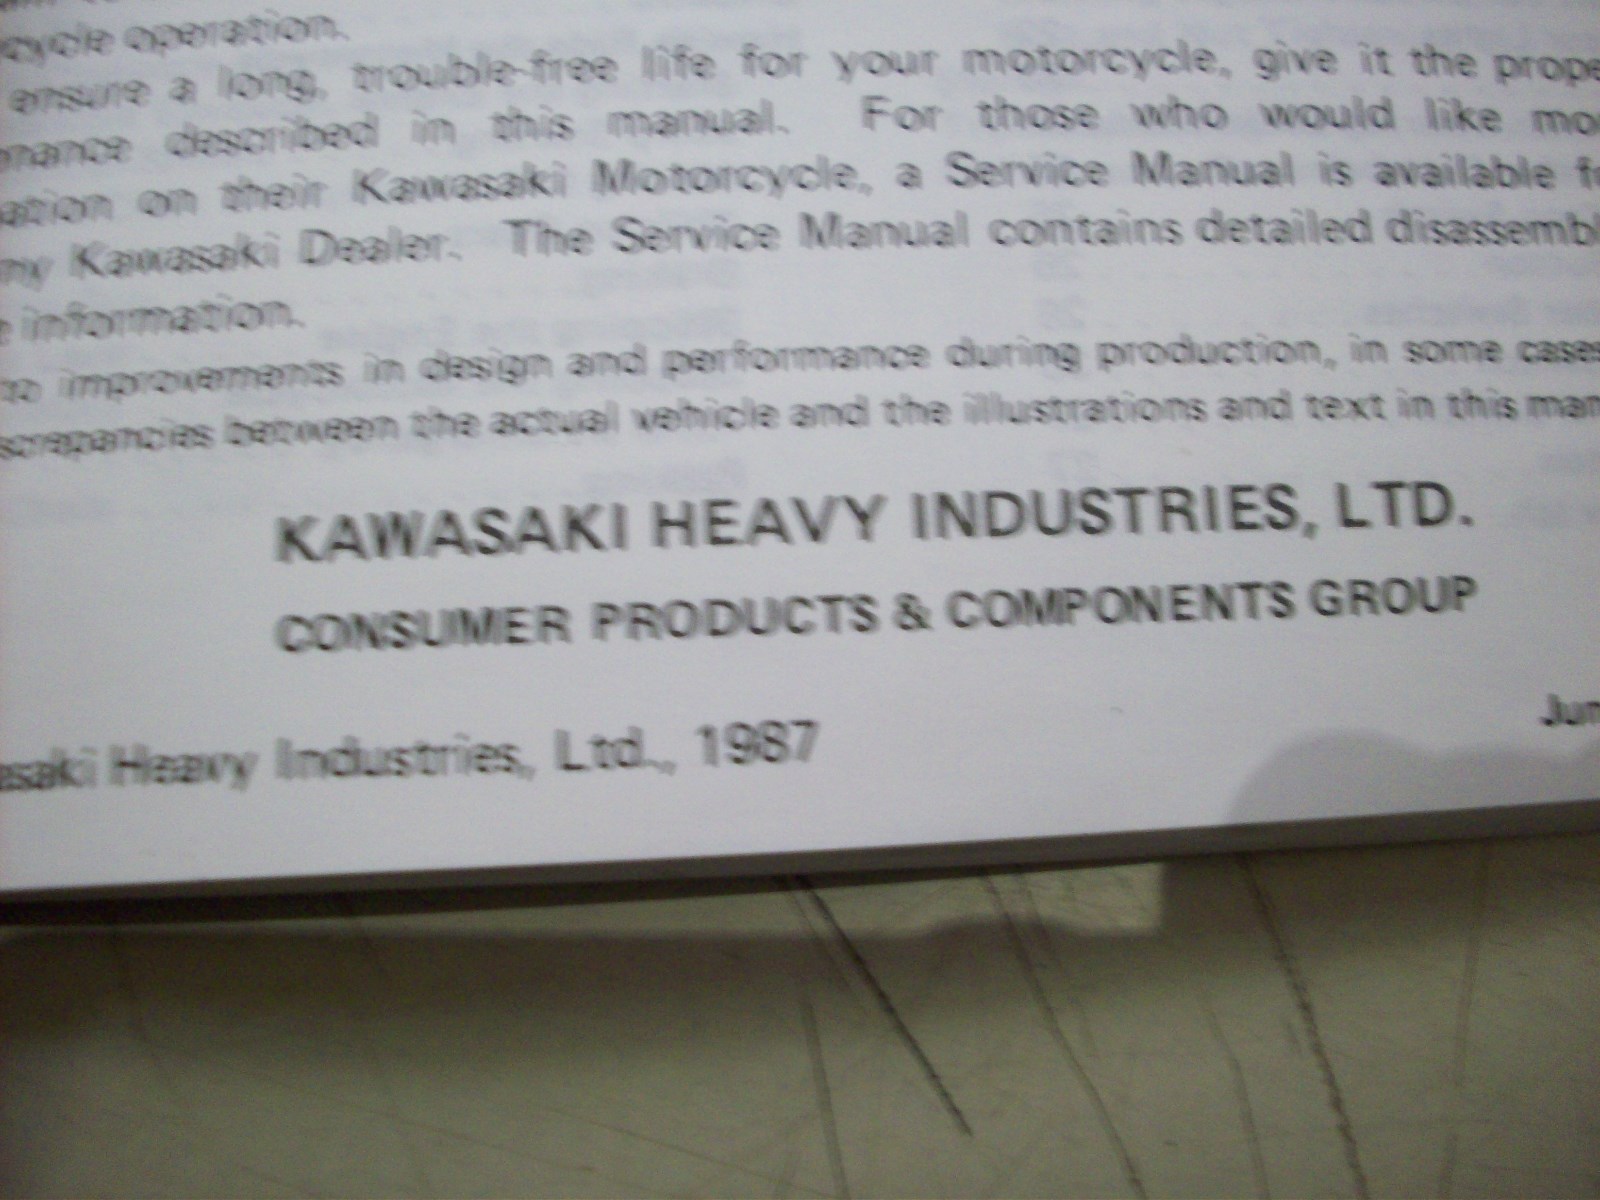 cycle operation.
ensure a long, trouble-free life for your motorcycle, give it the prope
nance described in this manual. For those who would like mo
ation on their Kawasaki Motorcycle, a Service Manual is available f
ny Kawasaki Dealer. The Service Manual contains detailed disassembl
information.
to improvements in design and performance during production, in some cases
screpancies between the actual vehicle and the illustrations and text in this man
KAWASAKI HEAVY INDUSTRIES, LTD.
CONSUMER PRODUCTS & COMPONENTS GROUP
Jun
asaki Heavy Industries, Ltd., 1987